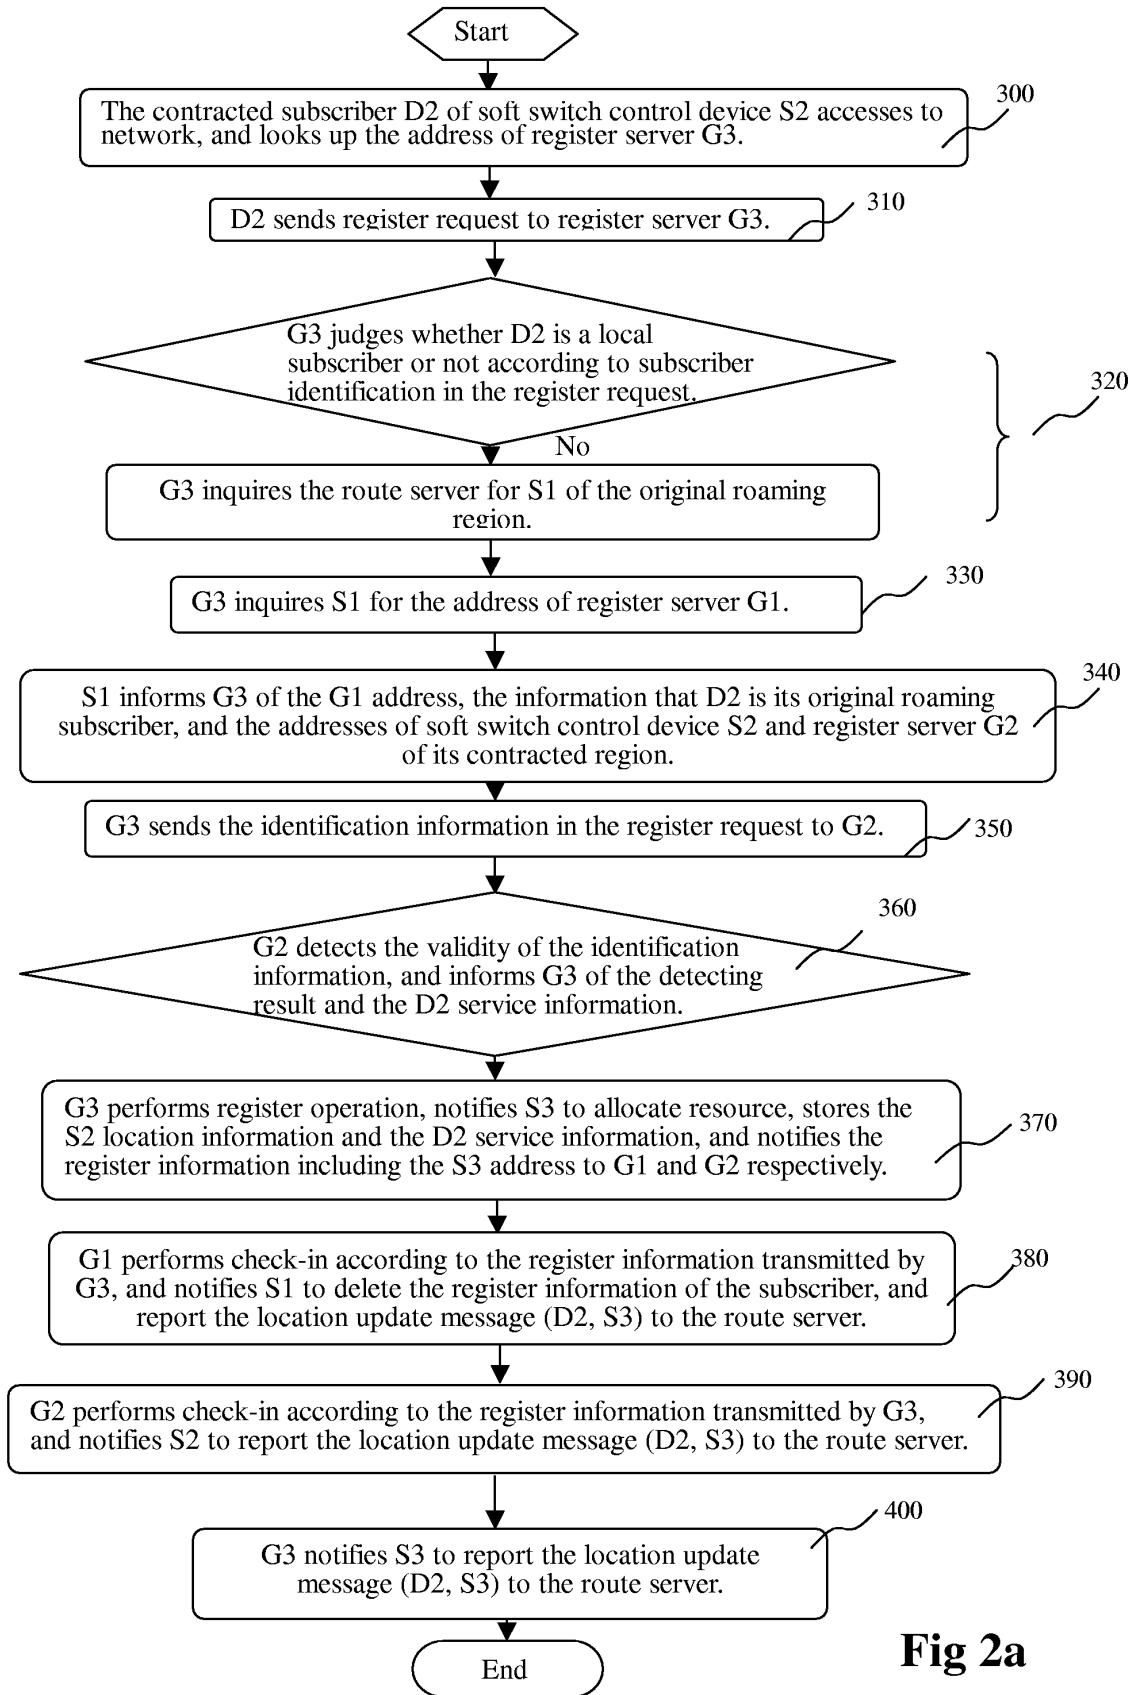 Start
The contracted subscriber D2 of soft switch control device S2 accesses to
network, and looks up the address of register server G3.
300
D2 sends register request to register server G3.
310
G3 judges whether D2 is a local
subscriber or not according to subscriber
identification in the register request.
320
No
G3 inquires the route server for S1 of the original roaming
region.
G3 inquires S1 for the address of register server G1.
330
S1 informs G3 of the G1 address, the information that D2 is its original roaming
subscriber, and the addresses of soft switch control device S2 and register server G2
of its contracted region.
340
G3 sends the identification information in the register request to G2.
350
G2 detects the validity of the identification
information, and informs G3 of the detecting
result and the D2 service information.
360
G3 performs register operation, notifies S3 to allocate resource, stores the
S2 location information and the D2 service information, and notifies the
register information including the S3 address to G1 and G2 respectively.
370
G1 performs check-in according to the register information transmitted by
G3, and notifies S1 to delete the register information of the subscriber, and
report the location update message (D2, S3) to the route server.
380
G2 performs check-in according to the register information transmitted by G3,
and notifies S2 to report the location update message (D2, S3) to the route server.
390
G3 notifies S3 to report the location update
message (D2, S3) to the route server.
400
End
Fig 2a